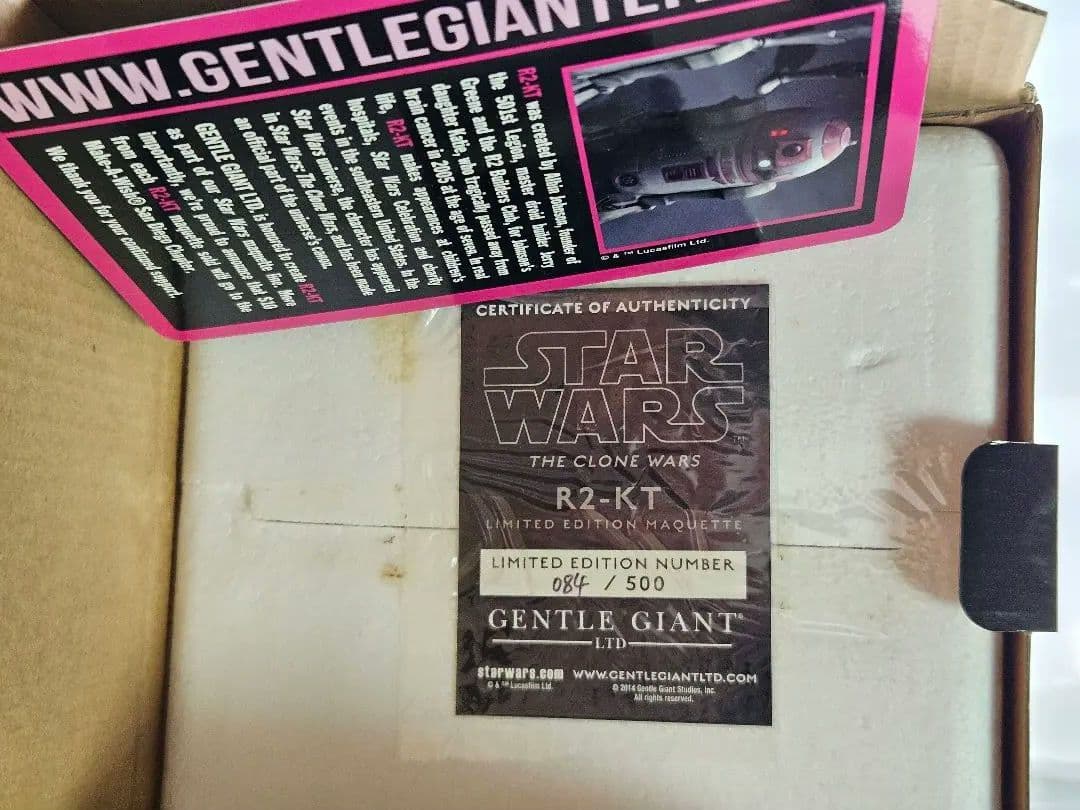 WWW.GENTLEGIANTLT
© & ™ Lucasfilm Ltd.
R2-KT was created by Albin Johnson, founder of
the 501st Legion, master droid builder Jerry
Greene and the R2 Builders Club, for Johnson's
daughter Katie, who tragically passed away from
brain cancer in 2005 at the age of seven. In real
life, R2-KT makes appearances at children's
hospitals, Star Wars Celebration and charity
events in the southeastern United States. In the
Star Wars universe, the character has appeared
in Star Wars: The Clone Wars, and has been made
an official part of the universe's canon.
GENTLE GIANT LTD. is honored to create R2-KT
as part of our Star Wars maquette line. More
importantly, we're proud to announce that $20
from each R2-KT maquette sold will go to the
Make-A-Wish® San Diego Chapter.
We thank you for your continued support.
CERTIFICATE OF AUTHENTICITY
STAR
WARS™
THE CLONE WARS
R2-KT
LIMITED EDITION MAQUETTE
LIMITED EDITION NUMBER
084 / 500
GENTLE GIANT®
LTD
starwars.com www.GENTLEGIANTLTD.COM
© & ™ Lucasfilm Ltd. © 2014 Gentle Giant Studios, Inc.
All rights reserved.